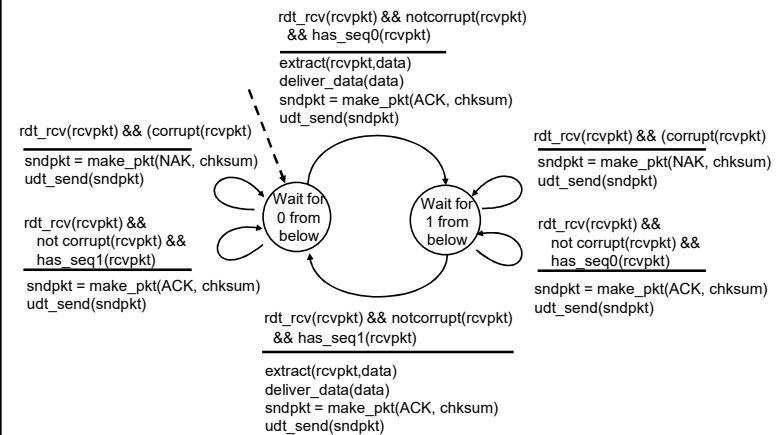 rdt_rcv(rcvpkt) && notcorrupt(rcvpkt)
&& has_seq0(rcvpkt)
extract(rcvpkt,data)
deliver_data(data)
sndpkt = make_pkt(ACK, chksum)
udt_send(sndpkt)
rdt_rcv(rcvpkt) && (corrupt(rcvpkt)
sndpkt = make_pkt(NAK, chksum)
udt_send(sndpkt)
rdt_rcv(rcvpkt) &&
not corrupt(rcvpkt) &&
has_seq1(rcvpkt)
sndpkt = make_pkt(ACK, chksum)
udt_send(sndpkt)
Wait for
0 from
below
Wait for
1 from
below
rdt_rcv(rcvpkt) && (corrupt(rcvpkt)
sndpkt = make_pkt(NAK, chksum)
udt_send(sndpkt)
rdt_rcv(rcvpkt) &&
not corrupt(rcvpkt) &&
has_seq0(rcvpkt)
sndpkt = make_pkt(ACK, chksum)
udt_send(sndpkt)
rdt_rcv(rcvpkt) && notcorrupt(rcvpkt)
&& has_seq1(rcvpkt)
extract(rcvpkt,data)
deliver_data(data)
sndpkt = make_pkt(ACK, chksum)
udt_send(sndpkt)